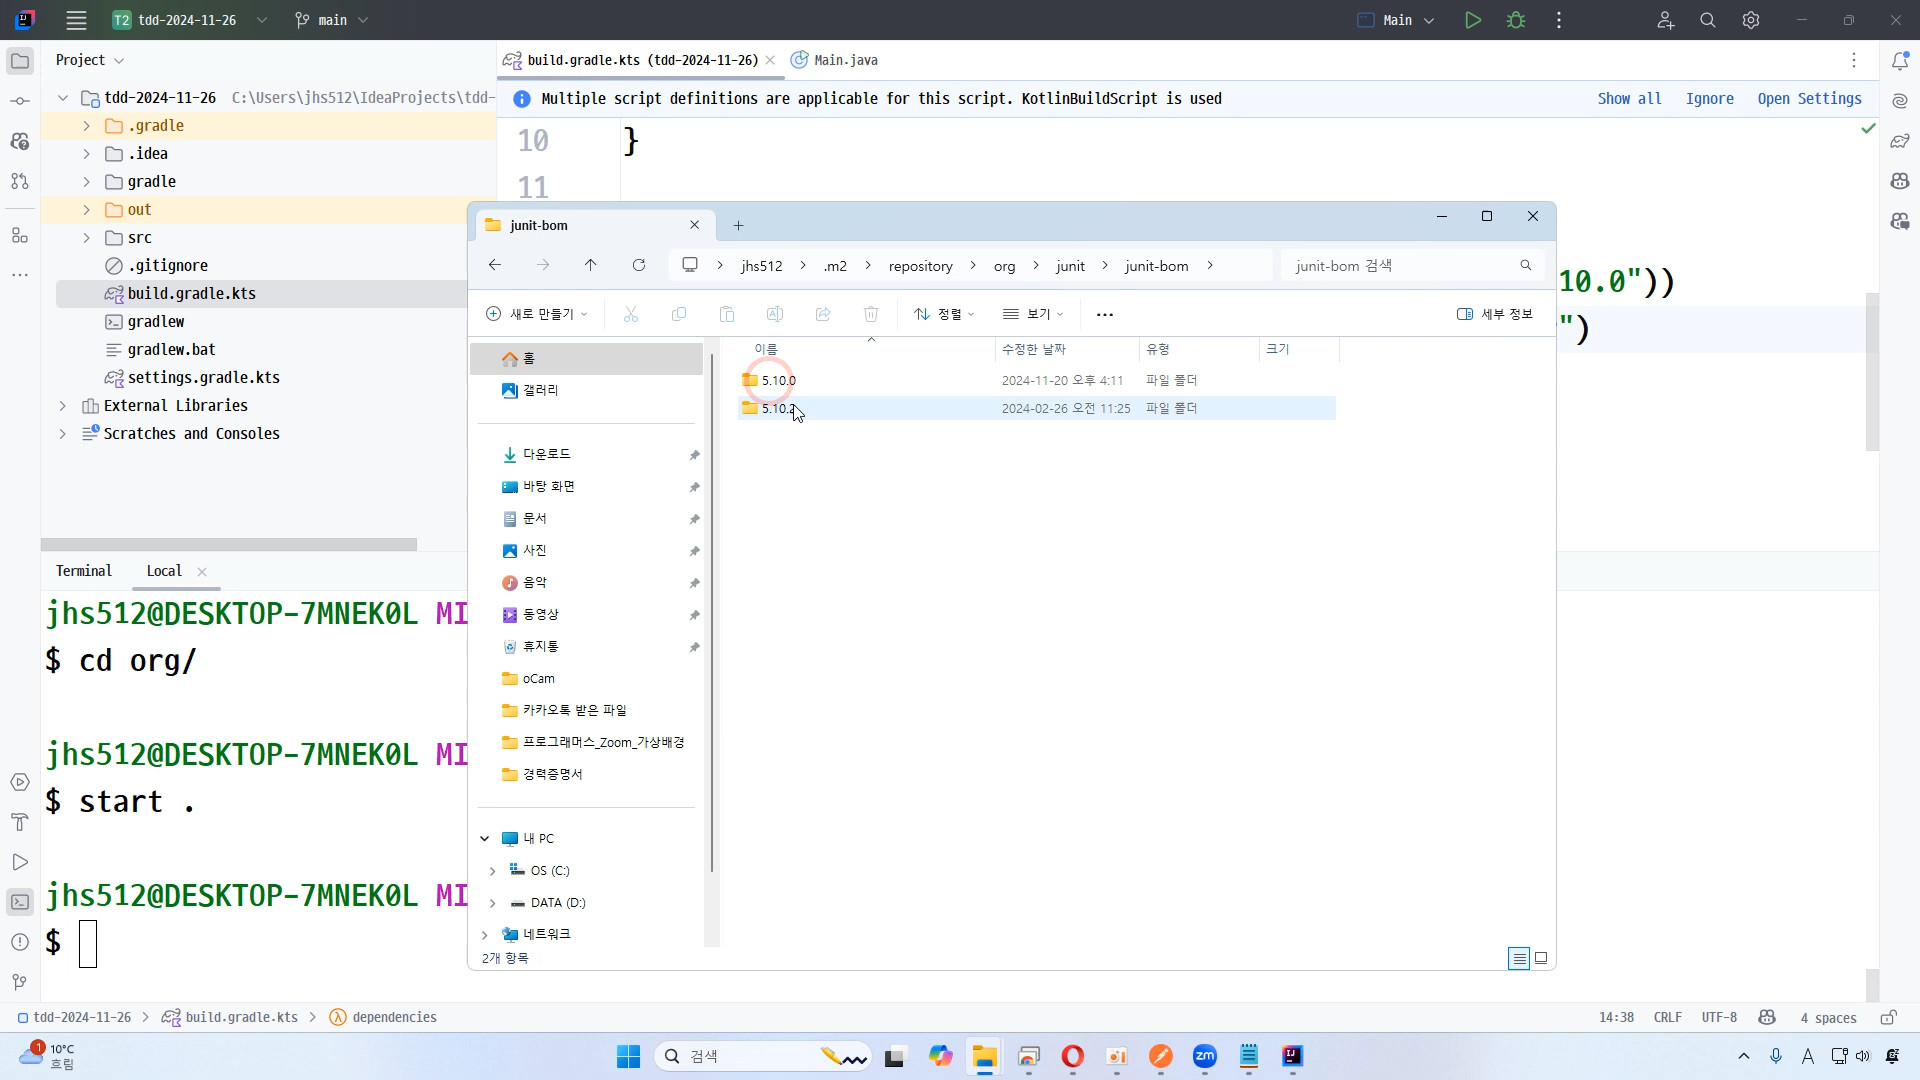 T2 tdd-2024-11-26 main Main
Project
build.gradle.kts (tdd-2024-11-26) Main.java
tdd-2024-11-26 C:\Users\jhs512\IdeaProjects\tdd-
.gradle
.idea
gradle
out
src
.gitignore
build.gradle.kts
gradlew
gradlew.bat
settings.gradle.kts
External Libraries
Scratches and Consoles
Multiple script definitions are applicable for this script. KotlinBuildScript is used Show all Ignore Open Settings
10 }
11
10.0"))
")
junit-bom
jhs512 > .m2 > repository > org > junit > junit-bom >
junit-bom 검색
새로 만들기 정렬 보기 세부 정보
이름 수정한 날짜 유형 크기
5.10.0 2024-11-20 오후 4:11 파일 폴더
5.10.2 2024-02-26 오전 11:25 파일 폴더
홈
갤러리
다운로드
바탕 화면
문서
사진
음악
동영상
휴지통
oCam
카카오톡 받은 파일
프로그래머스_Zoom_가상배경
경력증명서
내 PC
OS (C:)
DATA (D:)
네트워크
2개 항목
Terminal Local
jhs512@DESKTOP-7MNEK0L MI
$ cd org/
jhs512@DESKTOP-7MNEK0L MI
$ start .
jhs512@DESKTOP-7MNEK0L MI
$
tdd-2024-11-26 > build.gradle.kts > dependencies
14:38 CRLF UTF-8 4 spaces
1
10°C
흐림
검색
zm
A